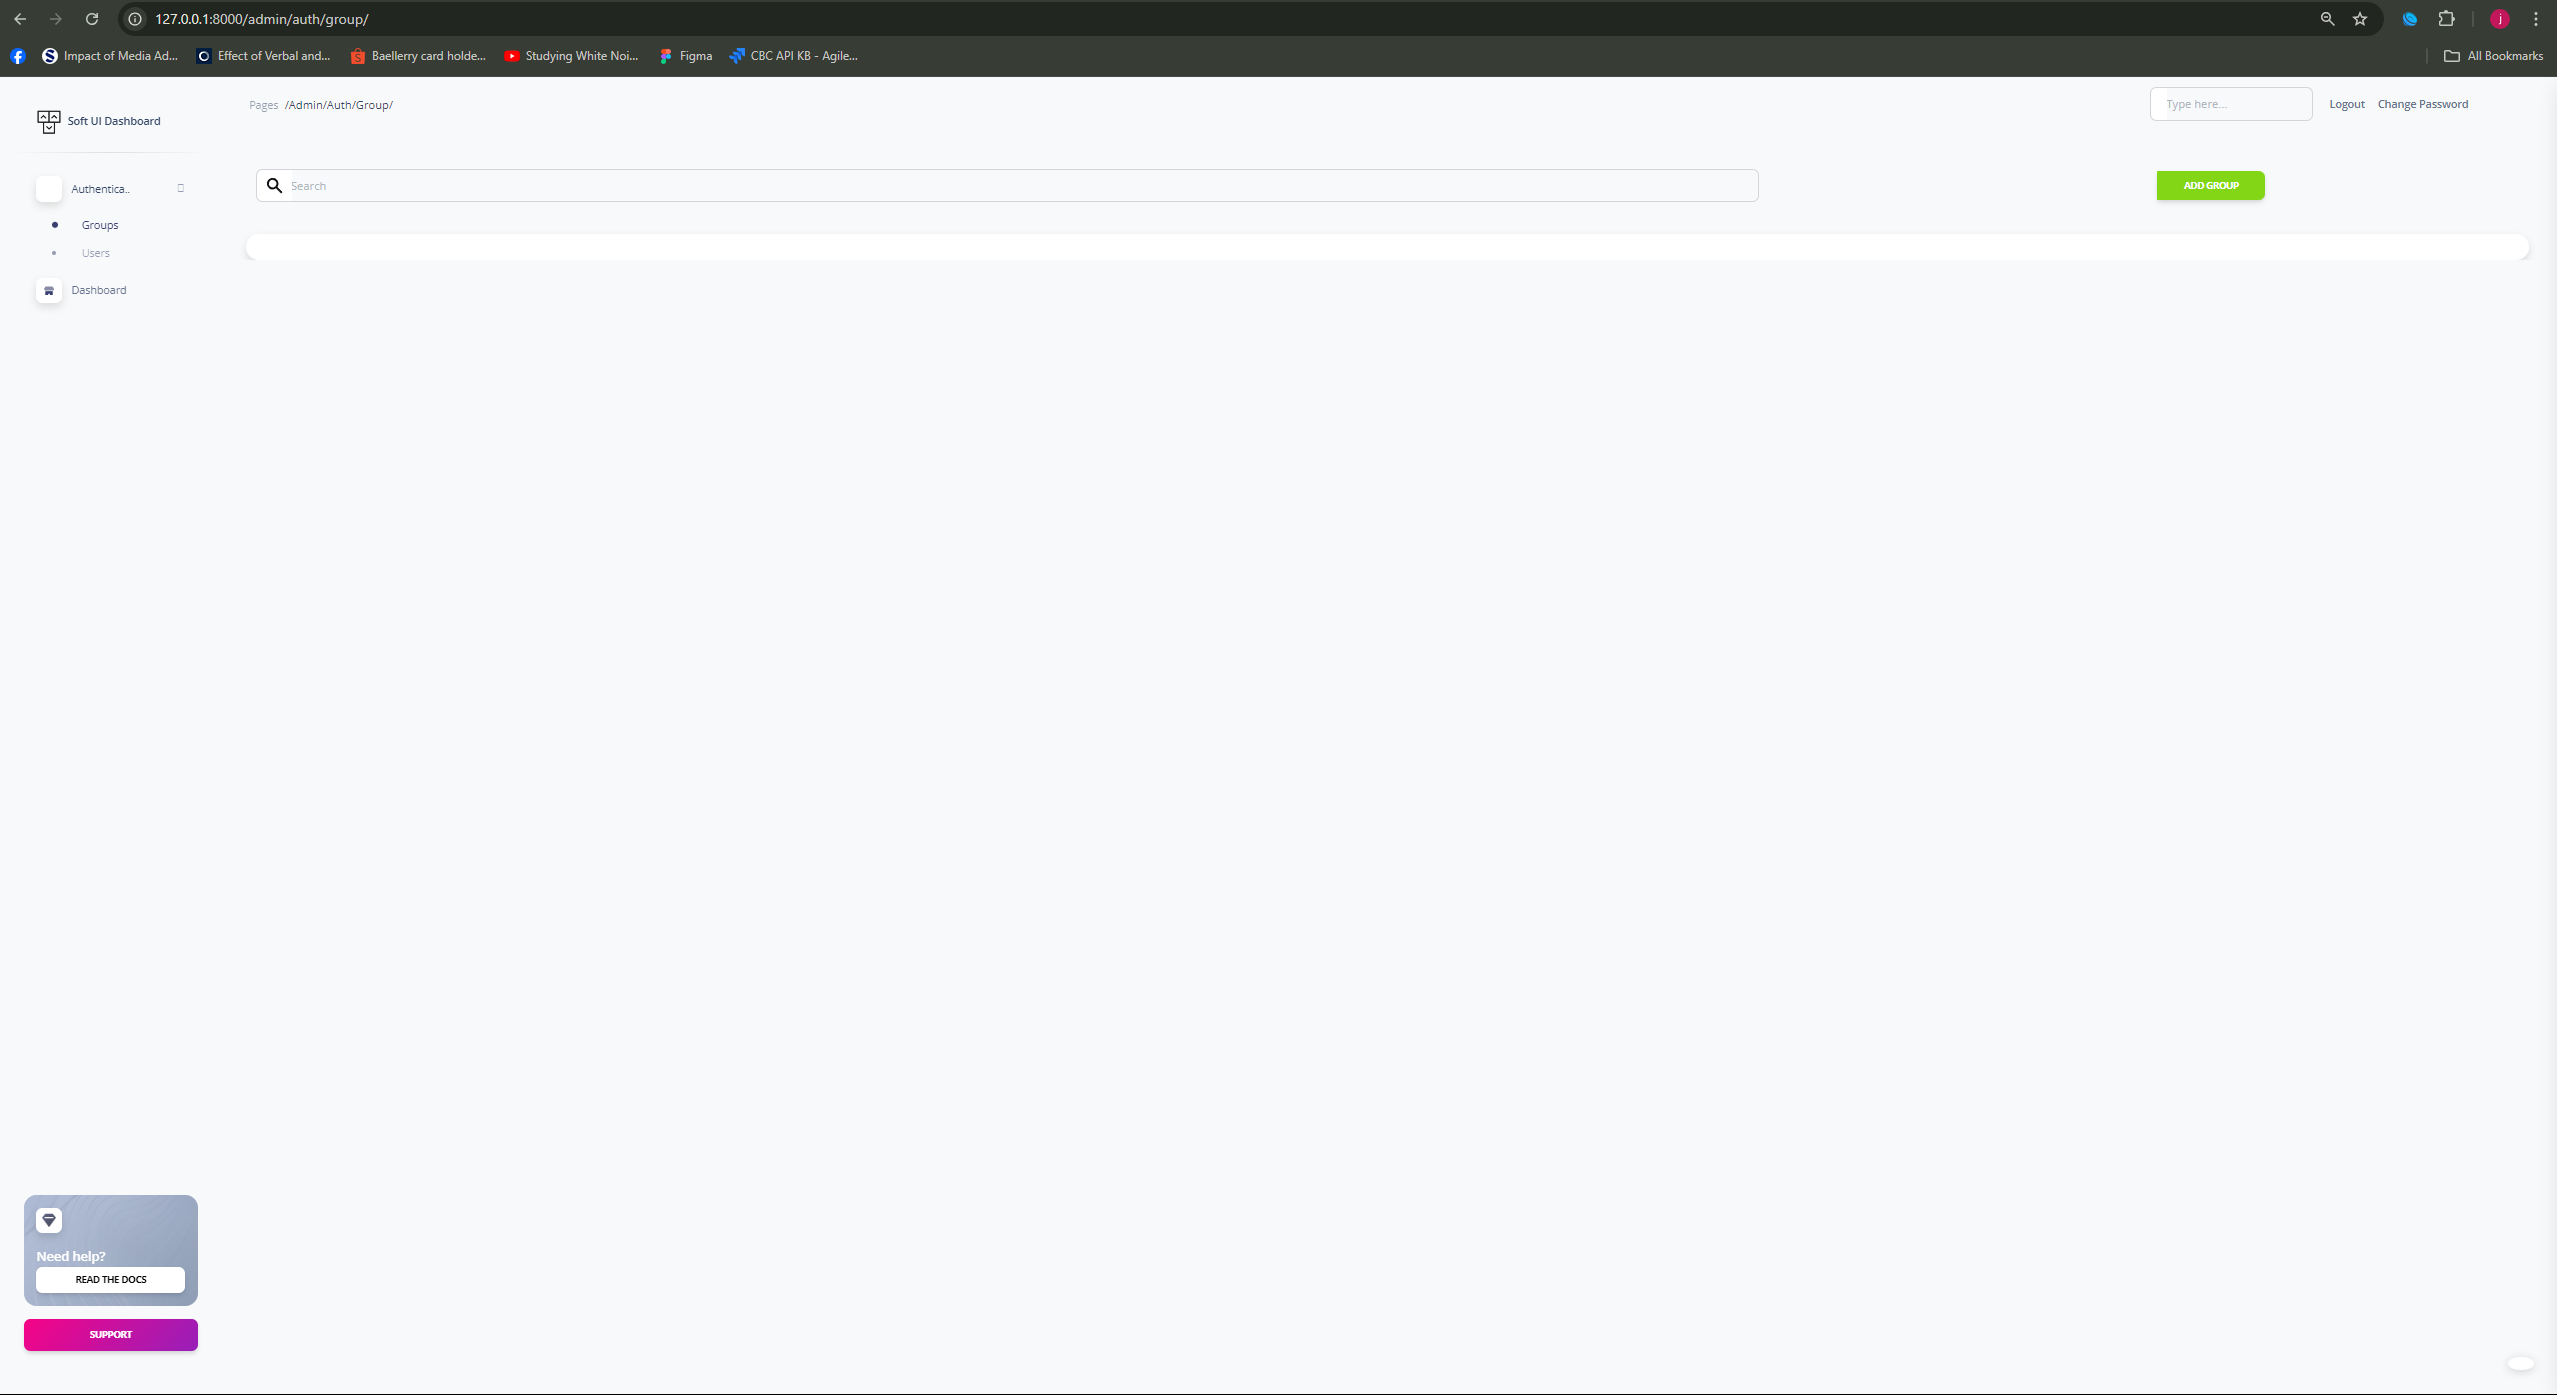 127.0.0.1:8000/admin/auth/group/
Impact of Media Ad...
Effect of Verbal and...
Baellerry card holde...
Studying White Noi...
Figma
CBC API KB - Agile...
All Bookmarks
Soft UI Dashboard
Pages /Admin/Auth/Group/
Type here...
Logout
Change Password
Authentica..
Search
ADD GROUP
Groups
Users
Dashboard
Need help?
READ THE DOCS
SUPPORT
j